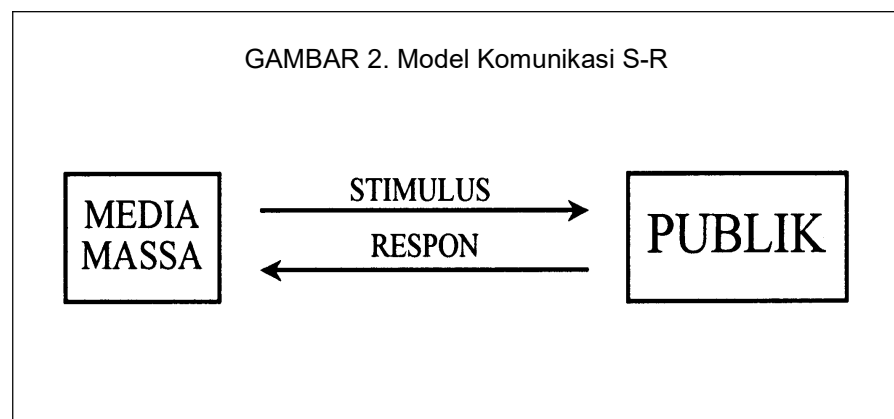 GAMBAR 2. Model Komunikasi S-R
MEDIA
MASSA
STIMULUS
RESPON
PUBLIK